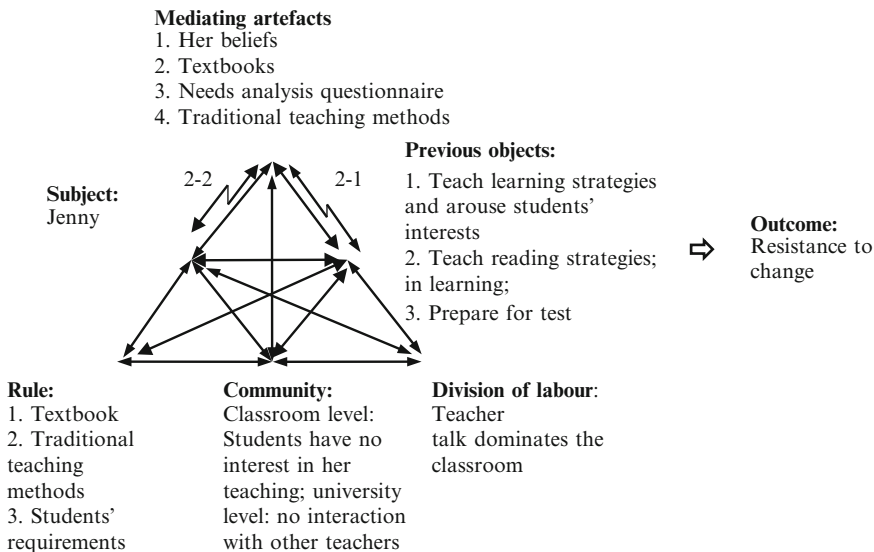 Mediating artefacts
1. Her beliefs
2. Textbooks
3. Needs analysis questionnaire
4. Traditional teaching methods
Subject:
Jenny
2-2
2-1
Previous objects:
1. Teach learning strategies
and arouse students’
interests
2. Teach reading strategies;
in learning;
3. Prepare for test
Outcome:
Resistance to
change
Rule:
1. Textbook
2. Traditional
teaching
methods
3. Students’
requirements
Community:
Classroom level:
Students have no
interest in her
teaching; university
level: no interaction
with other teachers
Division of labour:
Teacher
talk dominates the
classroom